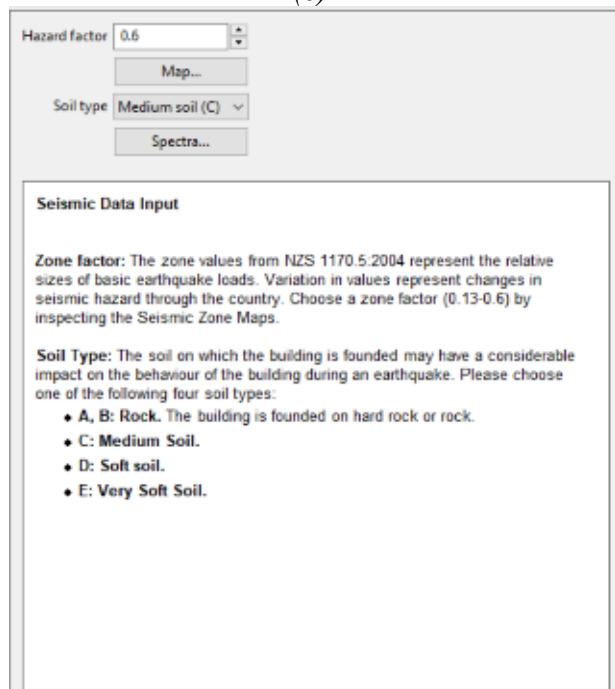 Hazard factor 0.6
Map...
Soil type Medium soil (C)
Spectra...
Seismic Data Input
Zone factor: The zone values from NZS 1170.5:2004 represent the relative
sizes of basic earthquake loads. Variation in values represent changes in
seismic hazard through the country. Choose a zone factor (0.13-0.6) by
inspecting the Seismic Zone Maps.
Soil Type: The soil on which the building is founded may have a considerable
impact on the behaviour of the building during an earthquake. Please choose
one of the following four soil types:
• A, B: Rock. The building is founded on hard rock or rock.
• C: Medium Soil.
• D: Soft soil.
• E: Very Soft Soil.